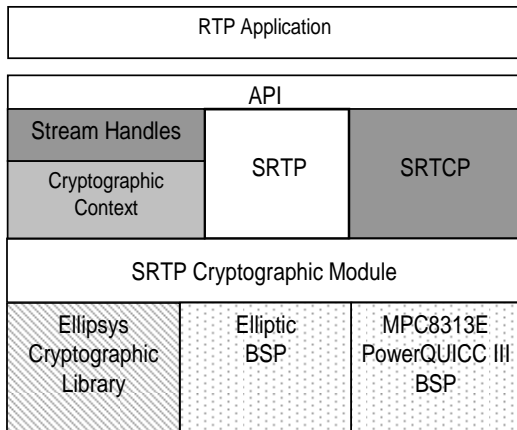 RTP Application
API
Stream Handles
Cryptographic
Context
SRTP
SRTCP
SRTP Cryptographic Module
Ellipsys
Cryptographic
Library
Elliptic
BSP
MPC8313E
PowerQUICC III
BSP